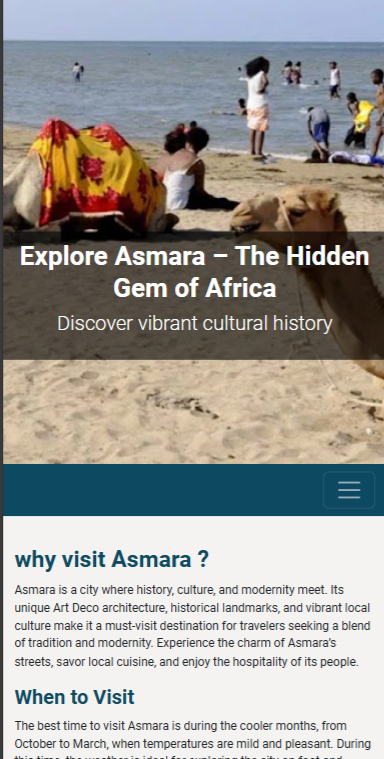 Explore Asmara – The Hidden
Gem of Africa
Discover vibrant cultural history
why visit Asmara ?
Asmara is a city where history, culture, and modernity meet. Its
unique Art Deco architecture, historical landmarks, and vibrant local
culture make it a must-visit destination for travelers seeking a blend
of tradition and modernity. Experience the charm of Asmara's
streets, savor local cuisine, and enjoy the hospitality of its people.
When to Visit
The best time to visit Asmara is during the cooler months, from
October to March, when temperatures are mild and pleasant. During
this time, the weather is ideal for exploring the city on foot and